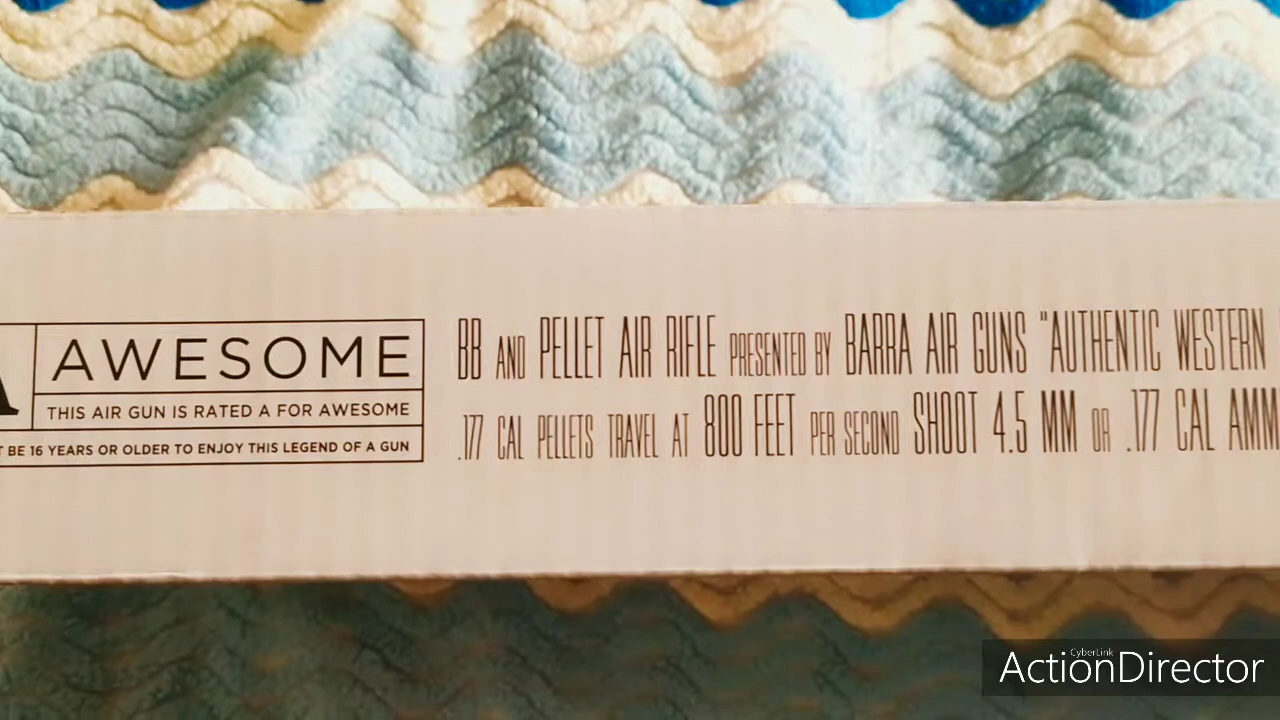 A AWESOME
THIS AIR GUN IS RATED A FOR AWESOME
BE 16 YEARS OR OLDER TO ENJOY THIS LEGEND OF A GUN
BB AND PELLET AIR RIFLE PRESENTED BY BARRA AIR GUNS "AUTHENTIC WESTERN
.177 CAL PELLETS TRAVEL AT 800 FEET PER SECOND SHOOT 4.5 MM OR .177 CAL AMM
CyberLink
ActionDirector